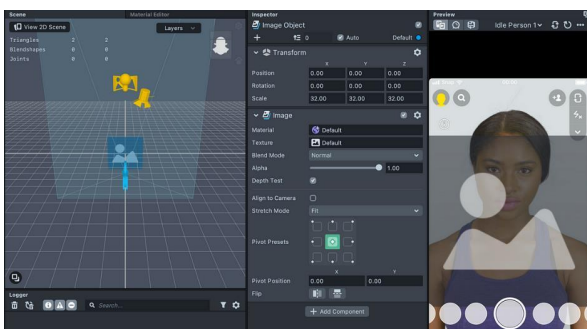 Scene
Material Editor
View 2D Scene
Layers
Triangles 2 2
Blendshapes 0 0
Joints 0 0
Logger
Search...
Inspector
Image Object
0
Auto
Default
Transform
X Y Z
Position 0.00 0.00 0.00
Rotation 0.00 0.00 0.00
Scale 32.00 32.00 32.00
Image
Material Default
Texture Default
Blend Mode Normal
Alpha 1.00
Depth Test
Align to Camera
Stretch Mode Fit
Pivot Presets
X Y
Pivot Position 0.00 0.00
Flip
+ Add Component
Preview
Idle Person 1